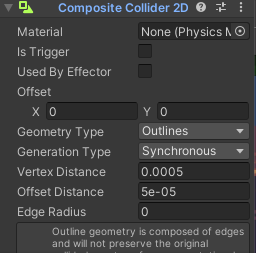 Composite Collider 2D
Material None (Physics M
Is Trigger
Used By Effector
Offset
X 0 Y 0
Geometry Type Outlines
Generation Type Synchronous
Vertex Distance 0.0005
Offset Distance 5e-05
Edge Radius 0
Outline geometry is composed of edges
and will not preserve the original